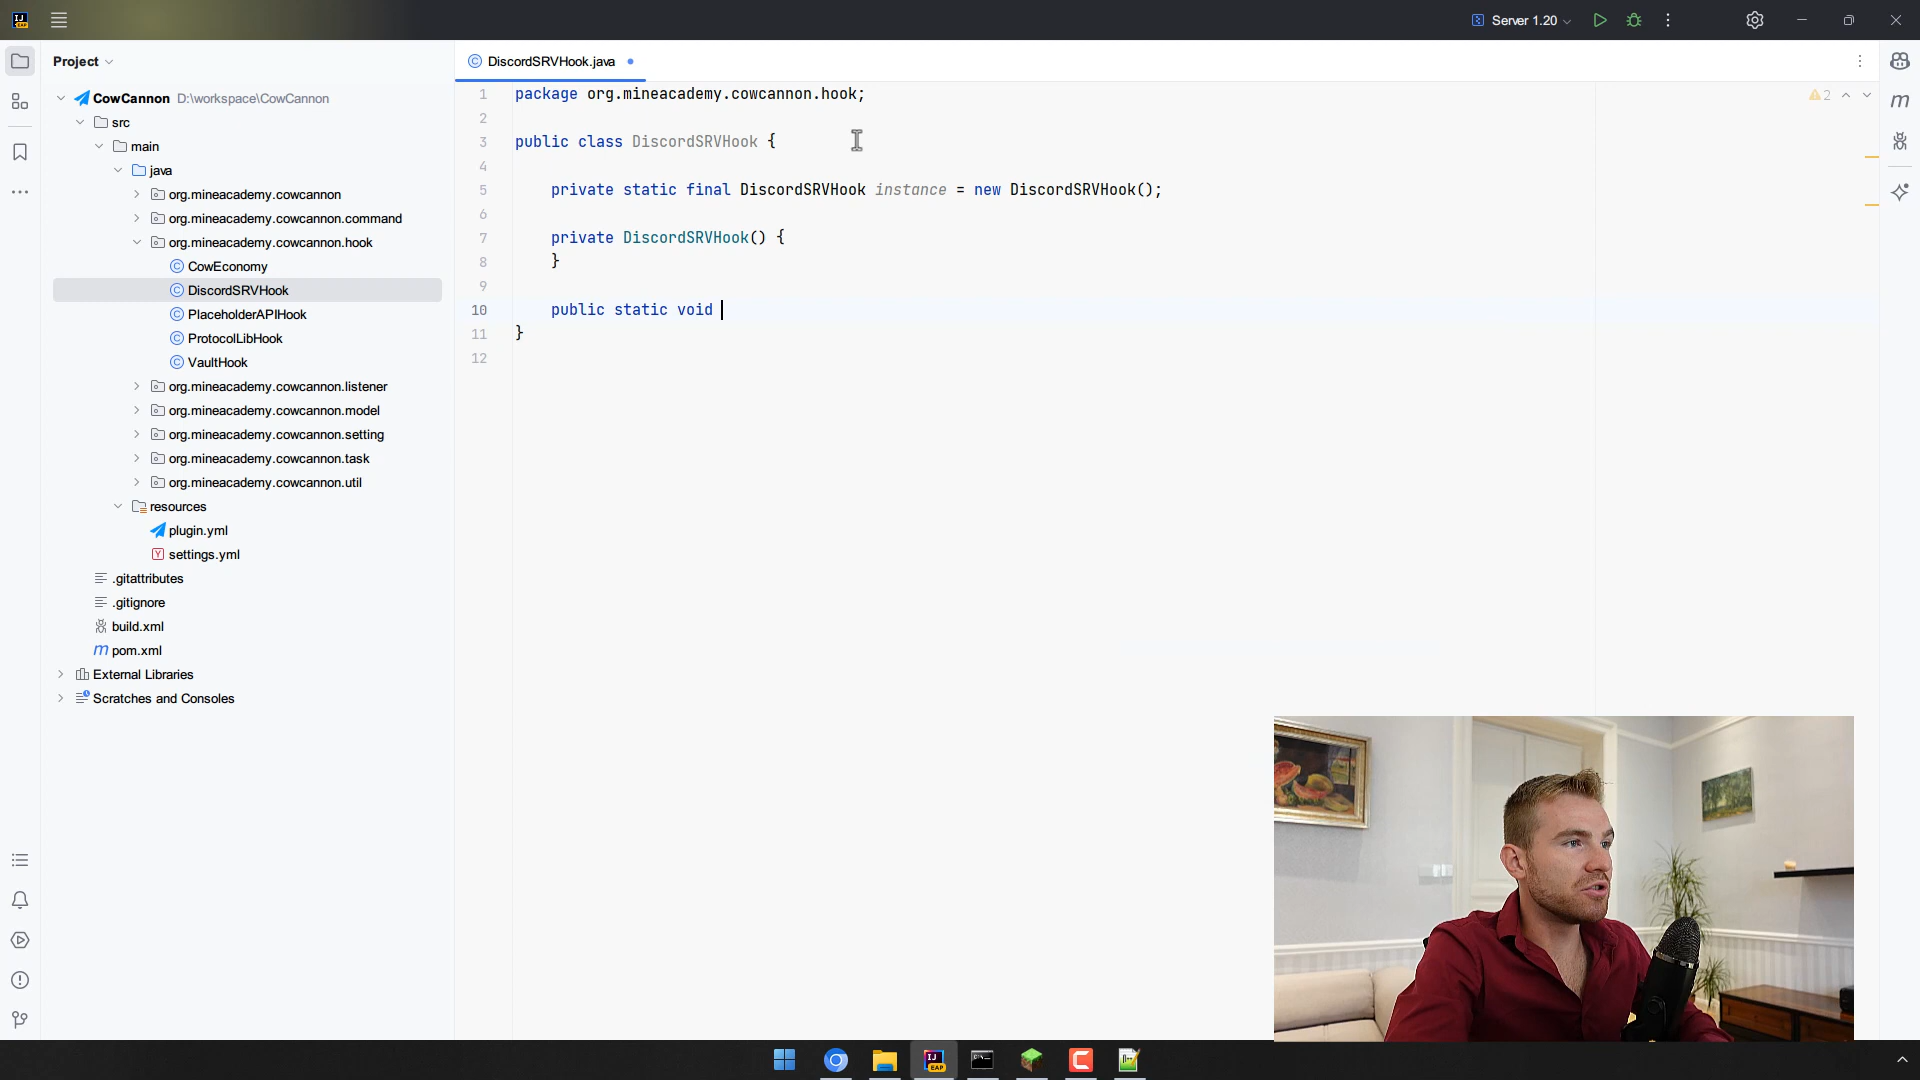 Server 1.20
Project
DiscordSRVHook.java
CowCannon D:\workspace\CowCannon
src
main
java
org.mineacademy.cowcannon
org.mineacademy.cowcannon.command
org.mineacademy.cowcannon.hook
CowEconomy
DiscordSRVHook
PlaceholderAPIHook
ProtocolLibHook
VaultHook
org.mineacademy.cowcannon.listener
org.mineacademy.cowcannon.model
org.mineacademy.cowcannon.setting
org.mineacademy.cowcannon.task
org.mineacademy.cowcannon.util
resources
plugin.yml
settings.yml
.gitattributes
.gitignore
build.xml
pom.xml
External Libraries
Scratches and Consoles
1 package org.mineacademy.cowcannon.hook;
2
3 public class DiscordSRVHook {
4
5 private static final DiscordSRVHook instance = new DiscordSRVHook();
6
7 private DiscordSRVHook() {
8 }
9
10 public static void
11 }
12
2